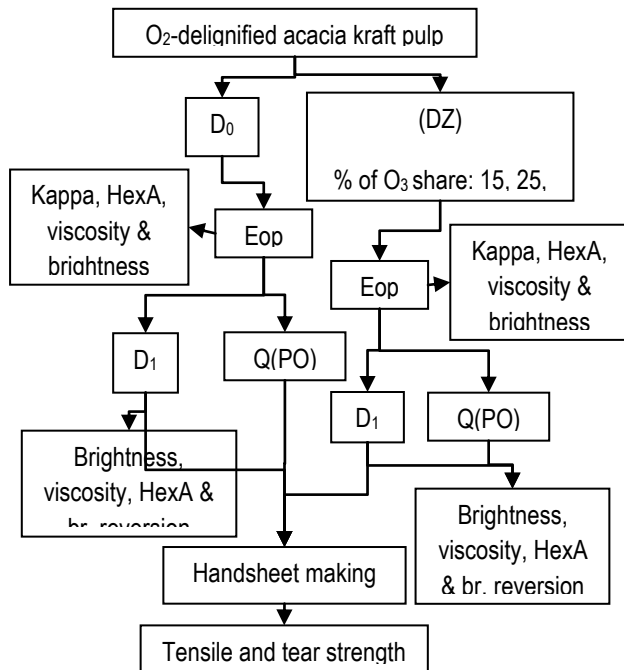 O₂-delignified acacia kraft pulp
D₀
(DZ)
% of O₃ share: 15, 25,
Kappa, HexA,
viscosity &
brightness
Eop
Kappa, HexA,
viscosity &
brightness
Eop
D₁
Q(PO)
D₁
Q(PO)
Brightness,
viscosity, HexA &
br. reversion
Brightness,
viscosity, HexA
& br. reversion
Handsheet making
Tensile and tear strength